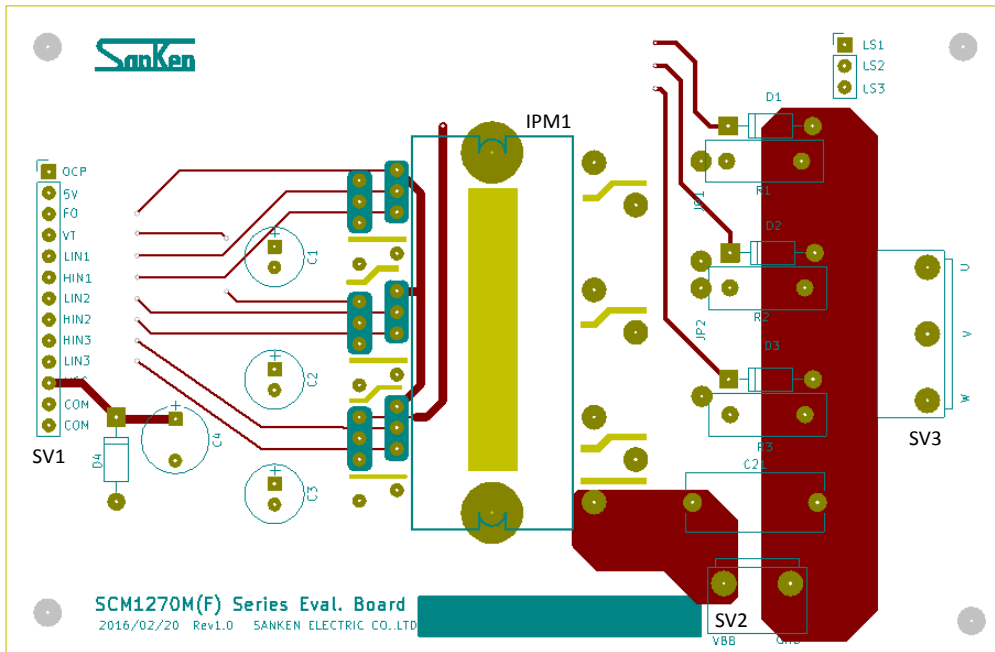 SanKen
LS1
LS2
LS3
IPM1
D1
OCP
5V
FO
VT
LIN1
HIN1
LIN2
HIN2
HIN3
LIN3
COM
COM
SV1
R1
JP1
D2
C1
R2
JP2
D3
C2
U
V
W
SV3
C4
D4
R3
C21
C3
SCM1270M(F) Series Eval. Board
2016/02/20 Rev1.0 SANKEN ELECTRIC CO.,LTD
SV2
VBB
GND